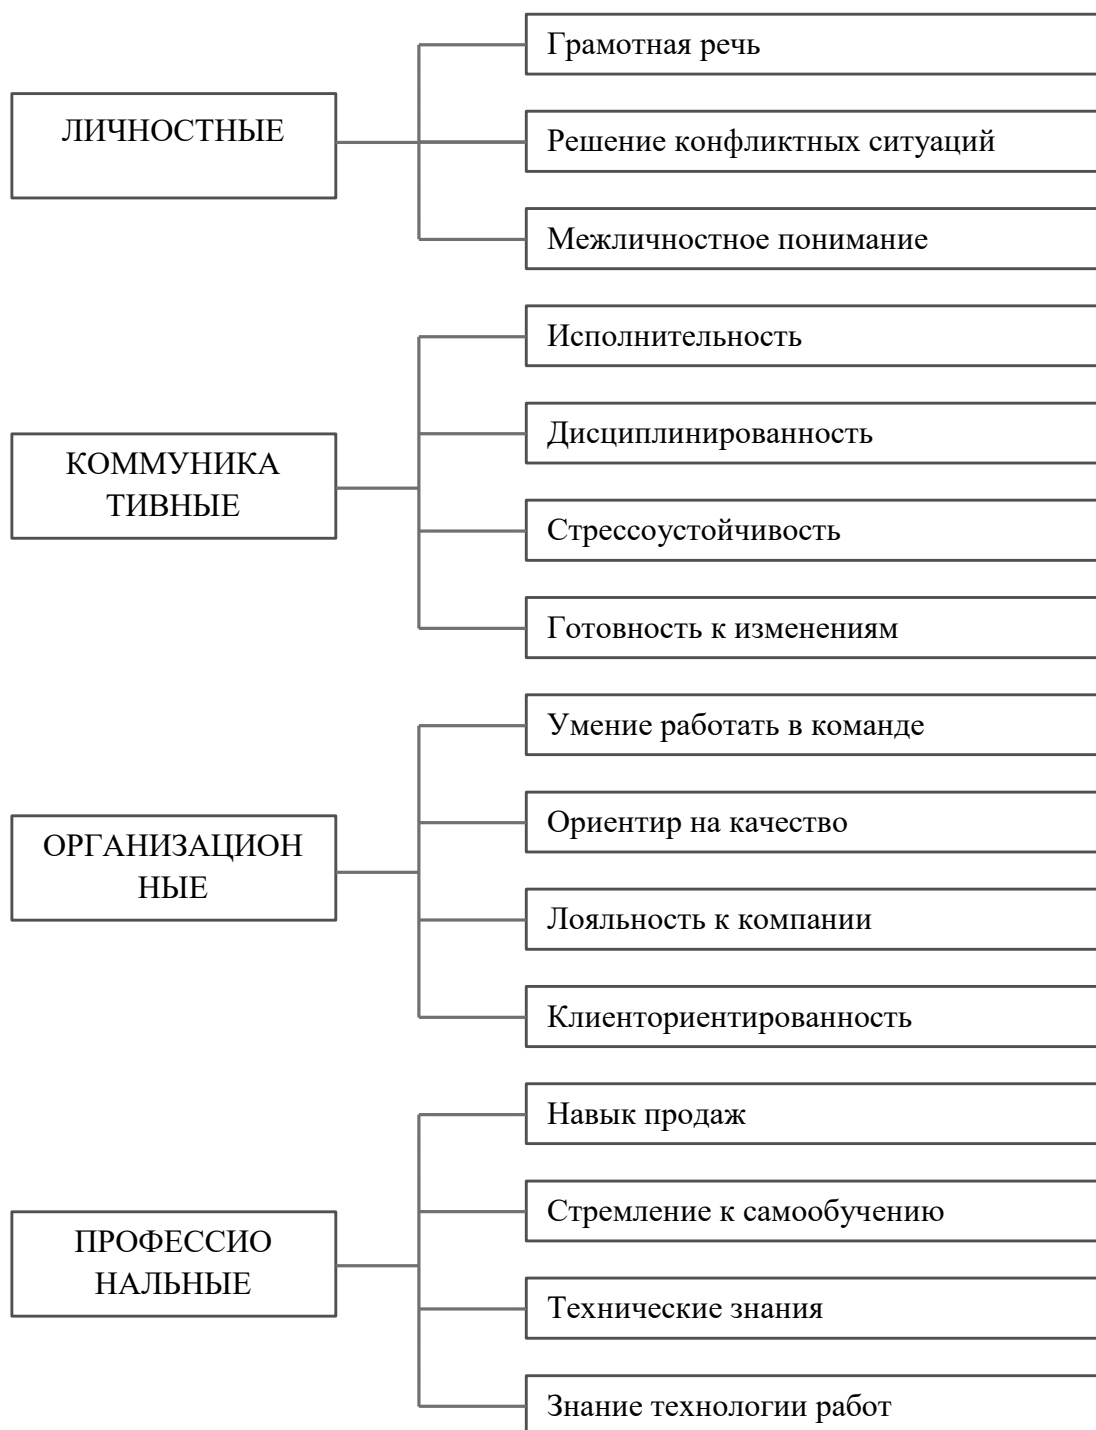 ЛИЧНОСТНЫЕ
Грамотная речь
Решение конфликтных ситуаций
Межличностное понимание
КОММУНИКА
ТИВНЫЕ
Исполнительность
Дисциплинированность
Стрессоустойчивость
Готовность к изменениям
ОРГАНИЗАЦИОН
НЫЕ
Умение работать в команде
Ориентир на качество
Лояльность к компании
Клиенториентированность
ПРОФЕССИО
НАЛЬНЫЕ
Навык продаж
Стремление к самообучению
Технические знания
Знание технологии работ